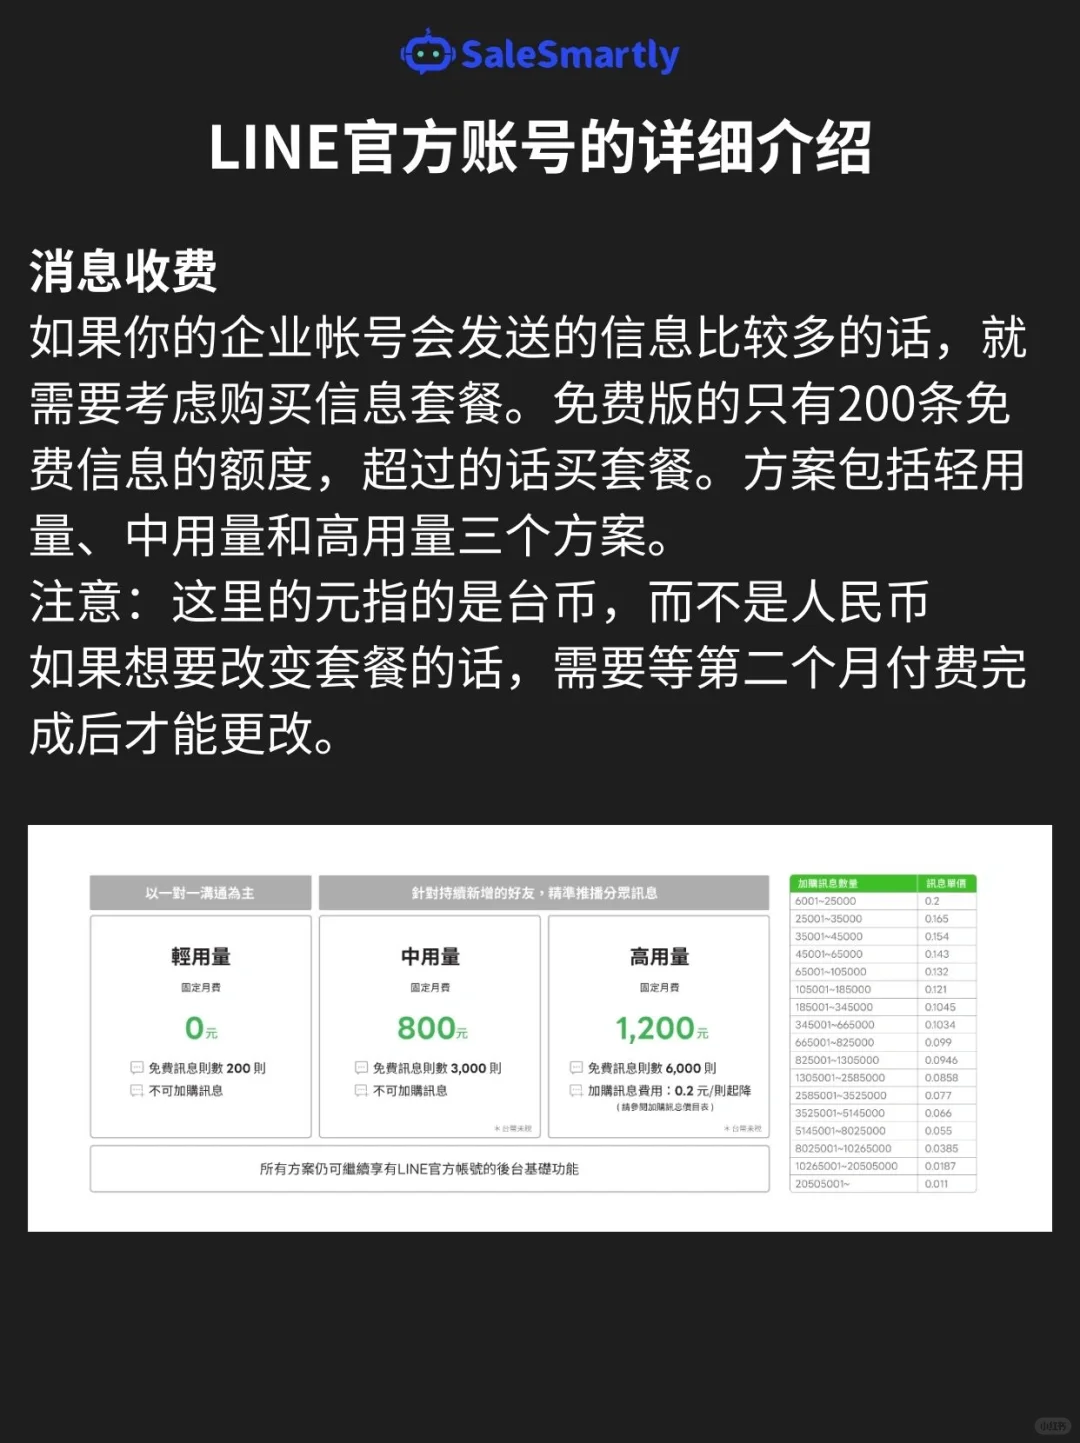 SaleSmartly
LINE官方账号的详细介绍
消息收费
如果你的企业帐号会发送的信息比较多的话，就
需要考虑购买信息套餐。免费版的只有200条免
费信息的额度，超过的话买套餐。方案包括轻用
量、中用量和高用量三个方案。
注意：这里的元指的是台币，而不是人民币
如果想要改变套餐的话，需要等第二个月付费完
成后才能更改。
以一對一溝通為主
輕用量
固定月費
0元
免費訊息則數 200 則
不可加購訊息
針對持續新增的好友，精準推播分眾訊息
中用量
固定月費
800元
免費訊息則數 3,000 則
不可加購訊息
＊台幣未稅
高用量
固定月費
1,200元
免費訊息則數 6,000 則
加購訊息費用：0.2 元/則起降
（請參閱加購訊息價目表）
＊台幣未稅
所有方案仍可繼續享有LINE官方帳號的後台基礎功能
加購訊息數量 訊息單價
6001~25000 0.2
25001~35000 0.165
35001~45000 0.154
45001~65000 0.143
65001~105000 0.132
105001~185000 0.121
185001~345000 0.1045
345001~665000 0.1034
665001~825000 0.099
825001~1305000 0.0946
1305001~2585000 0.0858
2585001~3525000 0.077
3525001~5145000 0.066
5145001~8025000 0.055
8025001~10265000 0.0385
10265001~20505000 0.0187
20505001~ 0.011
小红书